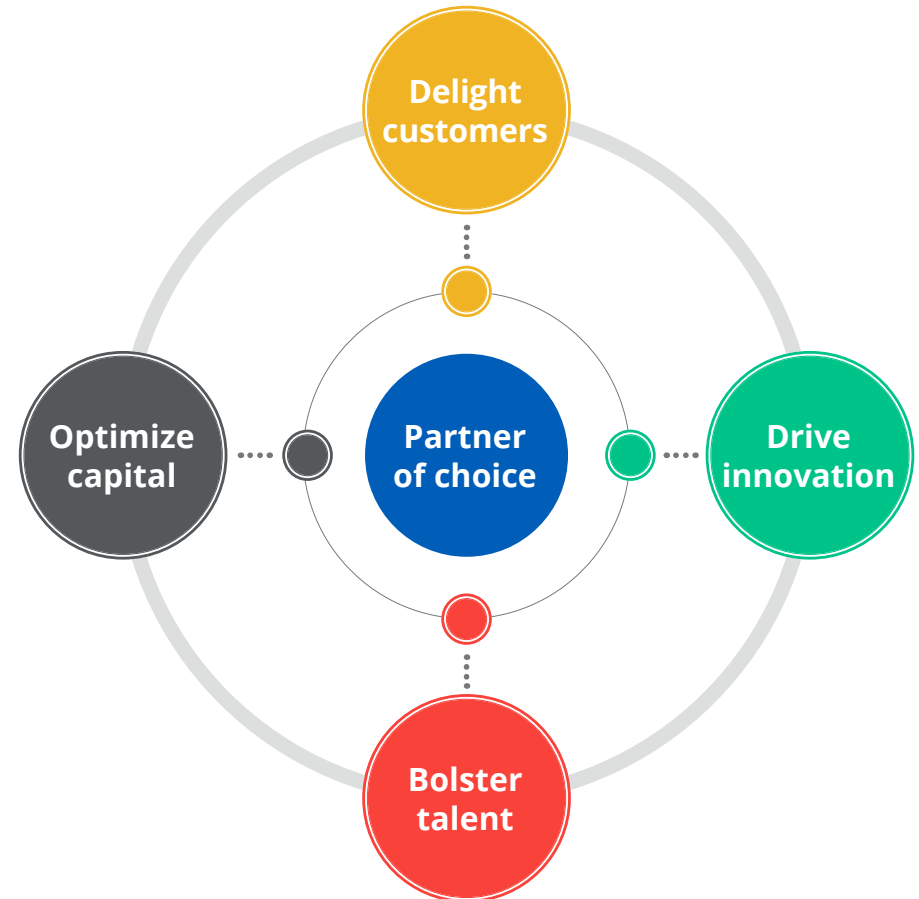 Delight
customers
Optimize
capital
Partner
of choice
Drive
innovation
Bolster
talent